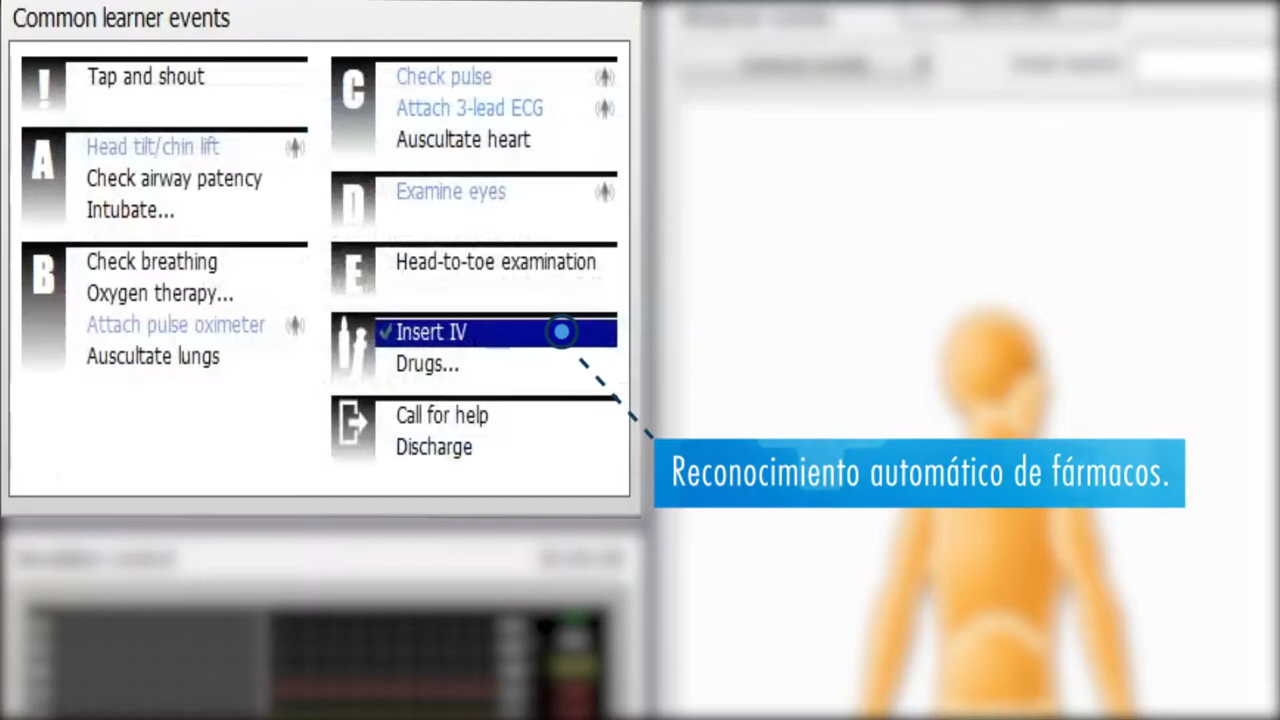 Common learner events
!
Tap and shout
A
Head tilt/chin lift
Check airway patency
Intubate...
B
Check breathing
Oxygen therapy...
Attach pulse oximeter
Auscultate lungs
C
Check pulse
Attach 3-lead ECG
Auscultate heart
D
Examine eyes
E
Head-to-toe examination
Insert IV
Drugs...
Call for help
Discharge
Reconocimiento automático de fármacos.